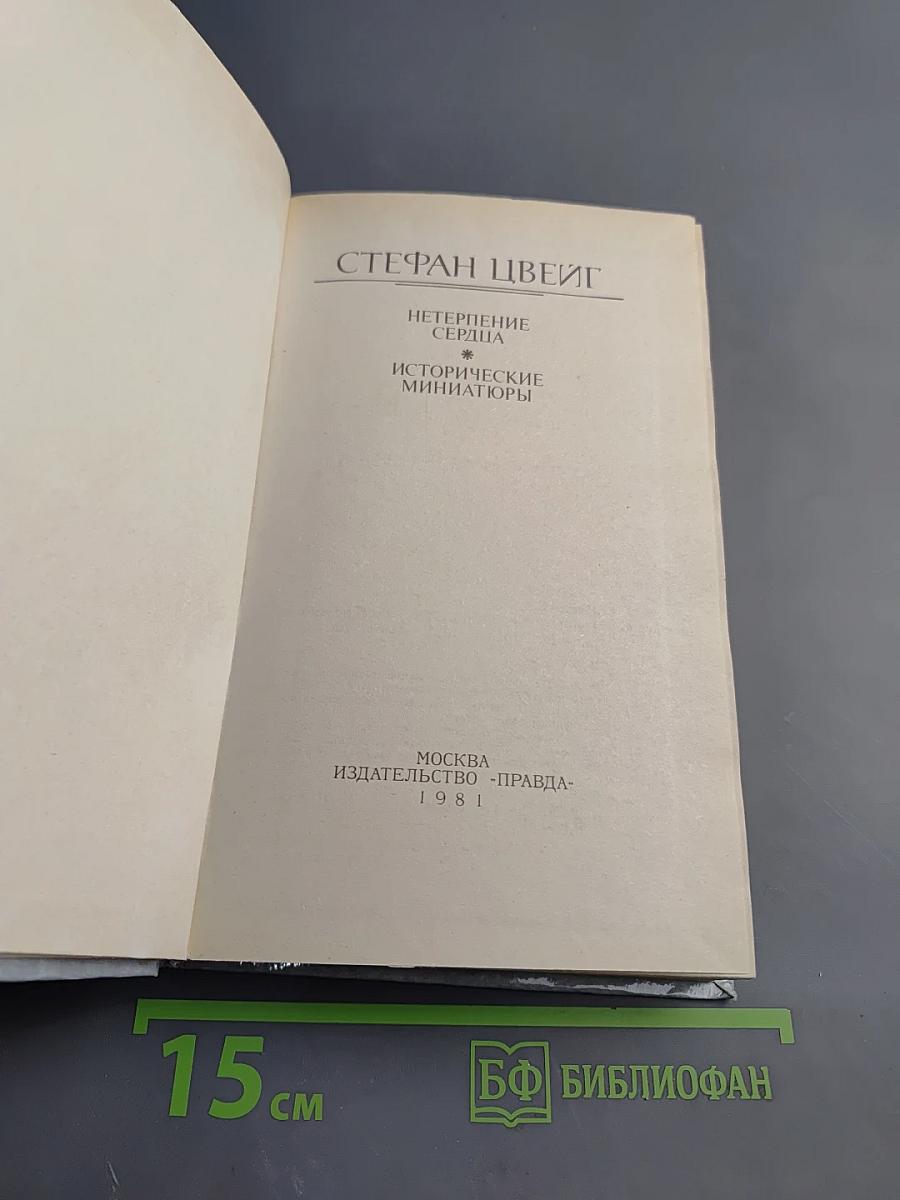 СТЕФАН ЦВЕЙГ
НЕТЕРПЕНИЕ
СЕРДЦА
*
ИСТОРИЧЕСКИЕ
МИНИАТЮРЫ
МОСКВА
ИЗДАТЕЛЬСТВО «ПРАВДА»
1981
15 см
БФ БИБЛИОФАН